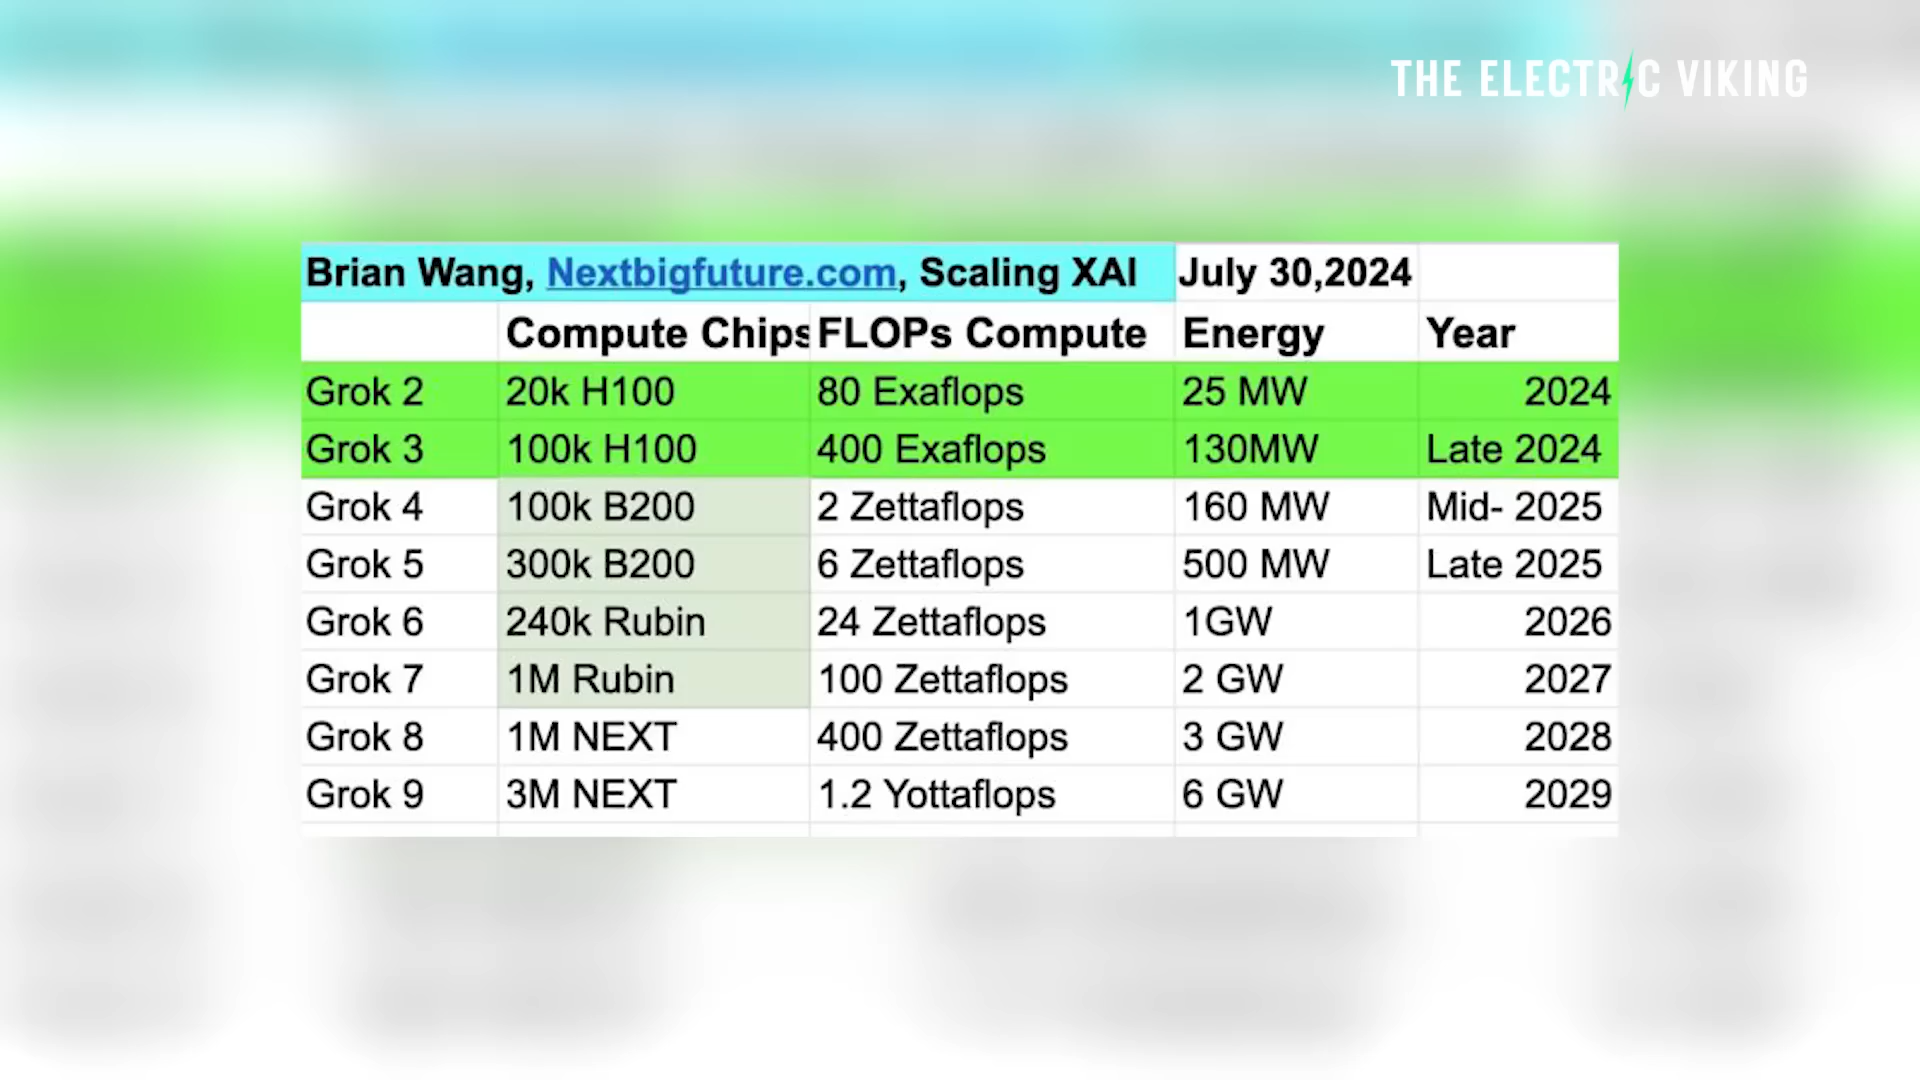 THE ELECTRIC VIKING
Brian Wang, Nextbigfuture.com, Scaling XAI July 30,2024
Compute Chips FLOPs Compute Energy Year
Grok 2 20k H100 80 Exaflops 25 MW 2024
Grok 3 100k H100 400 Exaflops 130MW Late 2024
Grok 4 100k B200 2 Zettaflops 160 MW Mid- 2025
Grok 5 300k B200 6 Zettaflops 500 MW Late 2025
Grok 6 240k Rubin 24 Zettaflops 1GW 2026
Grok 7 1M Rubin 100 Zettaflops 2 GW 2027
Grok 8 1M NEXT 400 Zettaflops 3 GW 2028
Grok 9 3M NEXT 1.2 Yottaflops 6 GW 2029